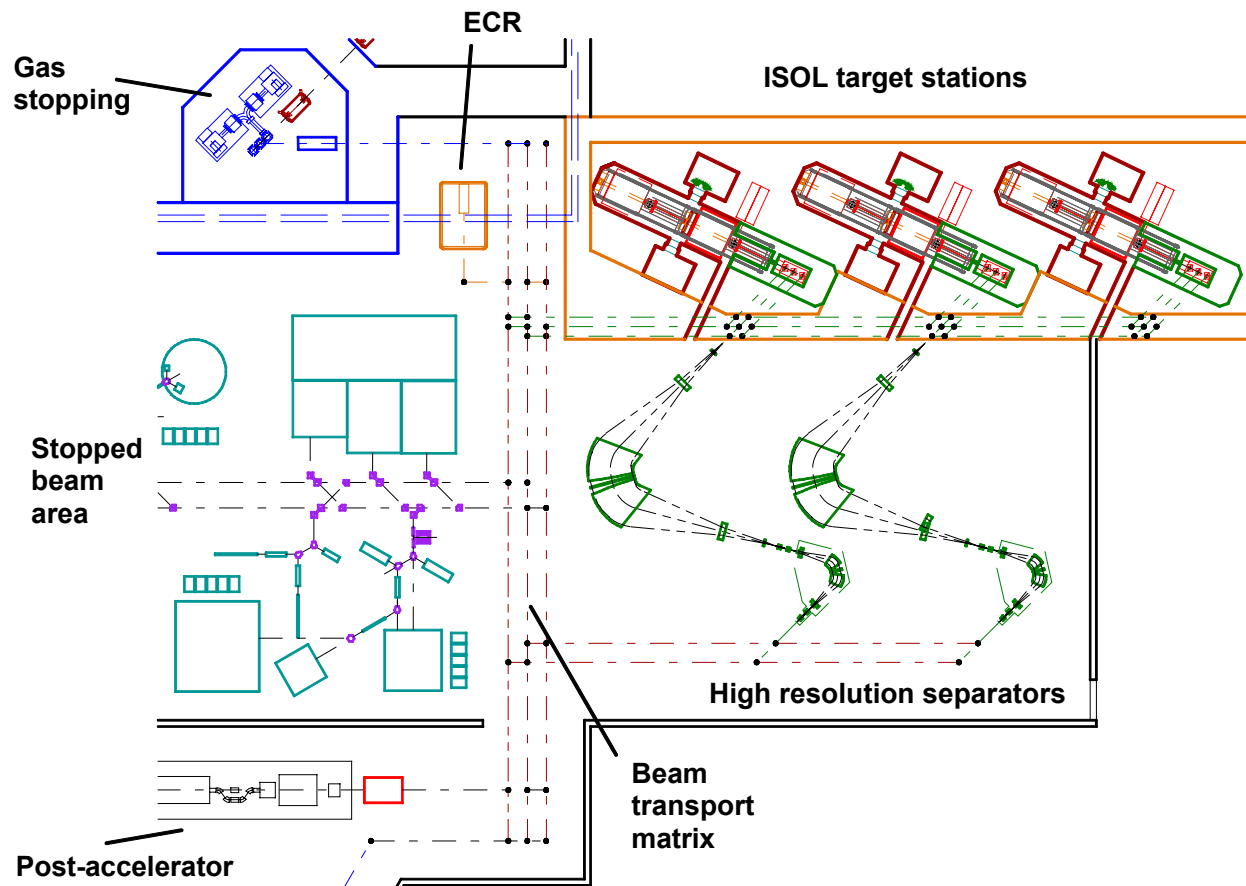 ECR
Gas
stopping
ISOL target stations
Stopped
beam
area
High resolution separators
Beam
transport
matrix
Post-accelerator